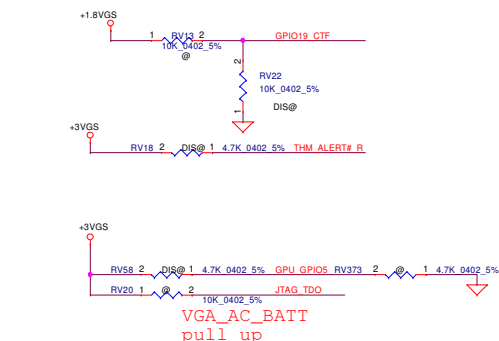 +1.8VGS
1 RV13 2 GPIO19_CTF
10K_0402_5%
@
2
RV22
10K_0402_5%
DIS@
1
+3VGS
RV18 2 DIS@ 1 4.7K_0402_5% THM_ALERT#_R
+3VGS
RV58 2 DIS@ 1 4.7K_0402_5% GPU_GPIO5 RV373 2 @ 1 4.7K_0402_5%
RV20 1 @ 2 JTAG_TDO
10K_0402_5%
VGA_AC_BATT
pull up